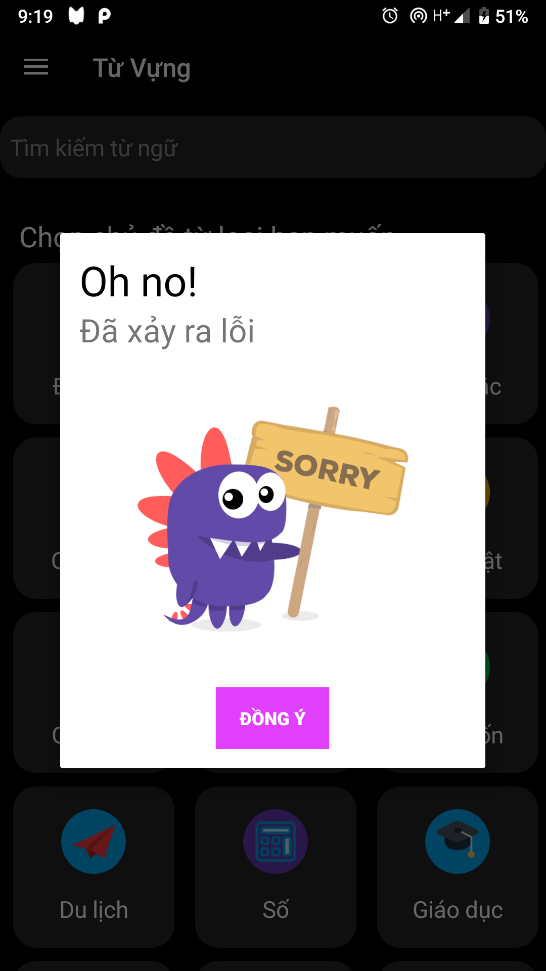 9:19
H+
51%
Từ Vựng
Tìm kiếm từ ngữ
Oh no!
Đã xảy ra lỗi
SORRY
ĐỒNG Ý
Du lịch
Số
Giáo dục